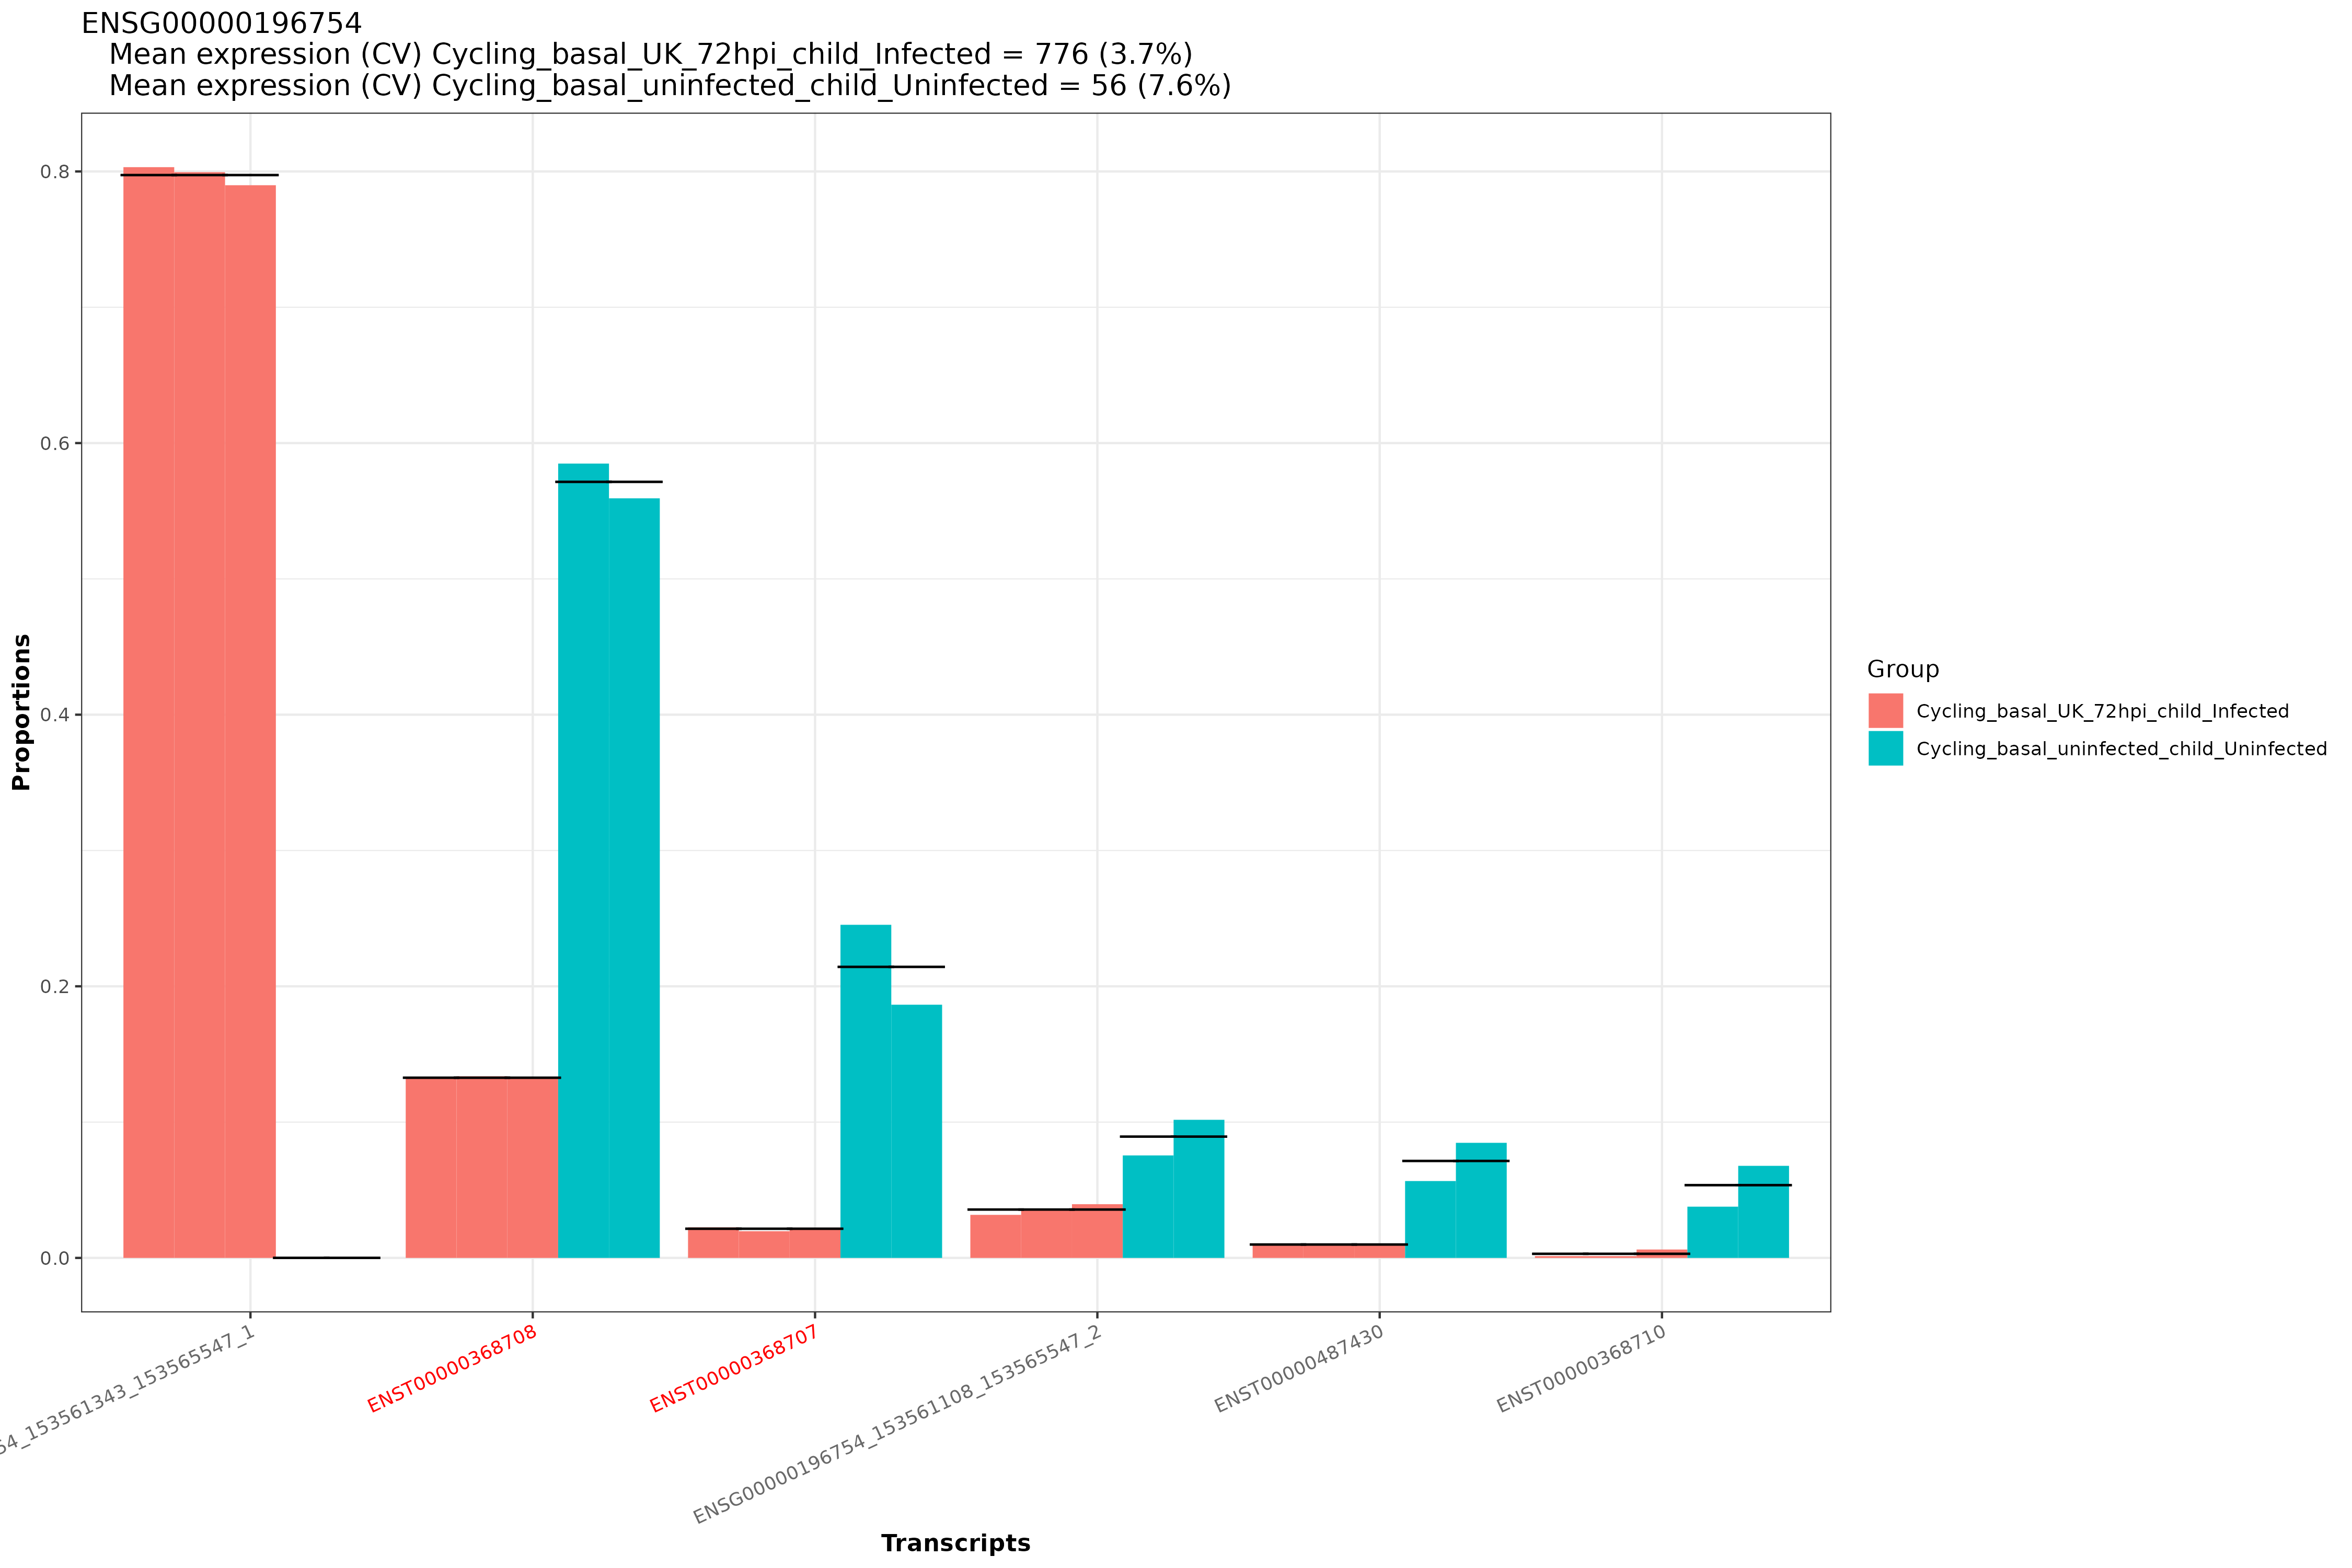 ENSG00000196754
Mean expression (CV) Cycling_basal_UK_72hpi_child_Infected = 776 (3.7%)
Mean expression (CV) Cycling_basal_uninfected_child_Uninfected = 56 (7.6%)
Proportions
0.8
0.6
0.4
0.2
0.0
54_153561343_153565547_1
ENST00000368708
ENST00000368707
ENSG00000196754_153561108_153565547_2
ENST00000487430
ENST00000368710
Transcripts
Group
Cycling_basal_UK_72hpi_child_Infected
Cycling_basal_uninfected_child_Uninfected